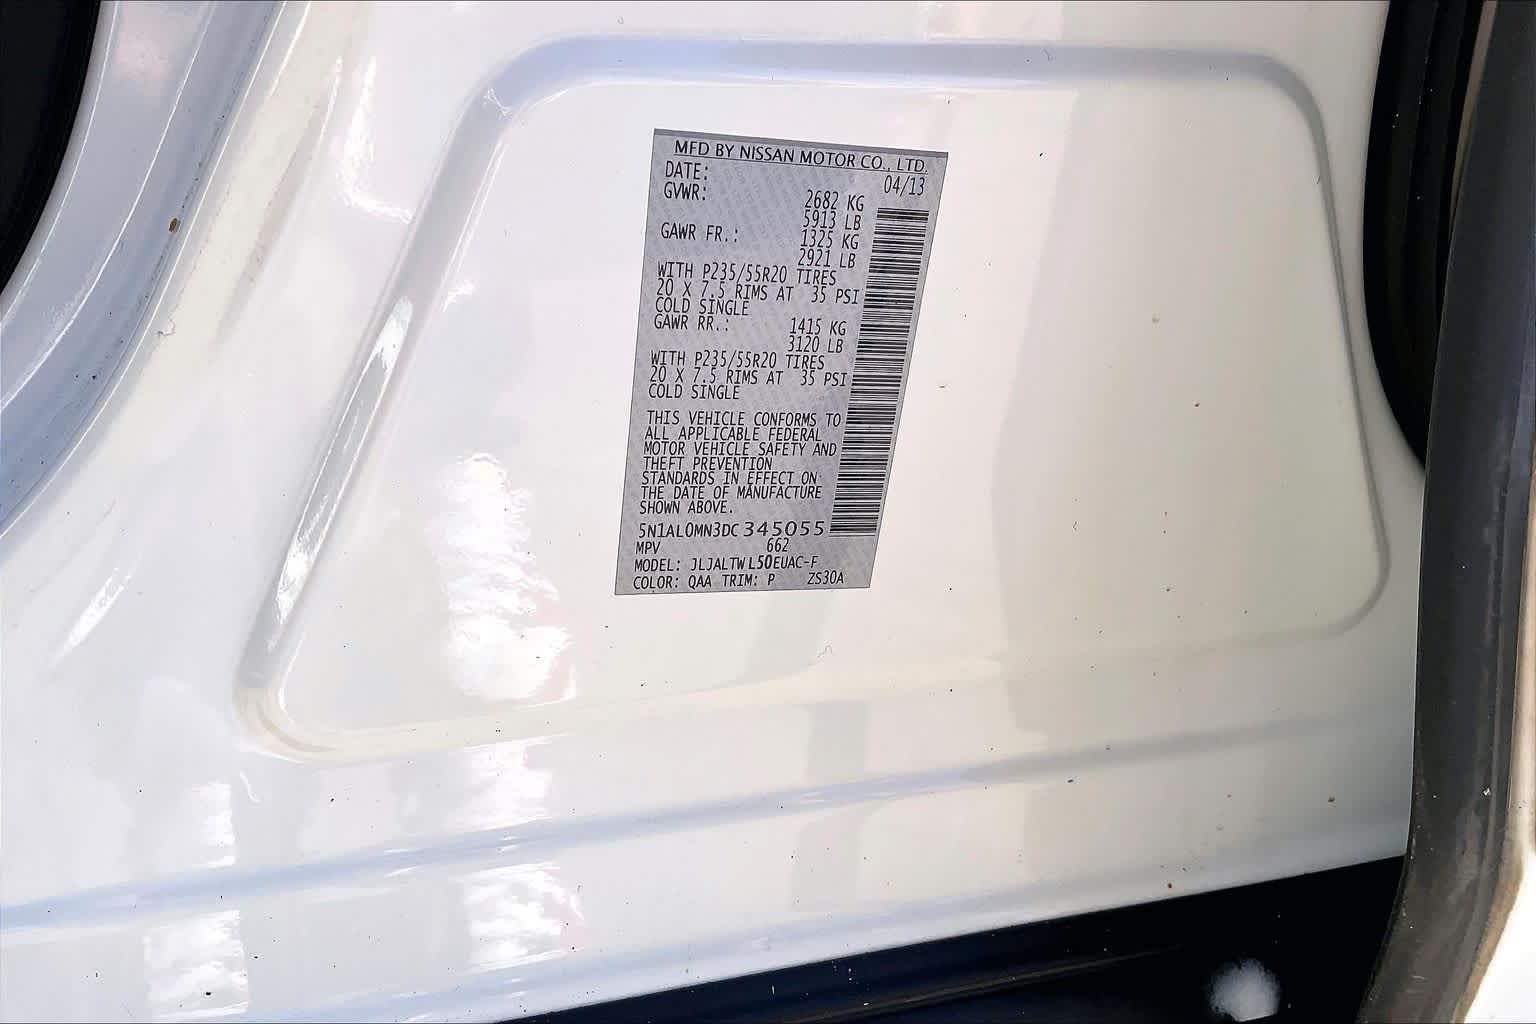 MFD BY NISSAN MOTOR CO., LTD.
DATE: 04/13
GVWR: 2682 KG
5913 LB
GAWR FR.: 1325 KG
2921 LB
WITH P235/55R20 TIRES
20 X 7.5 RIMS AT 35 PSI
COLD SINGLE
GAWR RR.: 1415 KG
3120 LB
WITH P235/55R20 TIRES
20 X 7.5 RIMS AT 35 PSI
COLD SINGLE
THIS VEHICLE CONFORMS TO
ALL APPLICABLE FEDERAL
MOTOR VEHICLE SAFETY AND
THEFT PREVENTION
STANDARDS IN EFFECT ON
THE DATE OF MANUFACTURE
SHOWN ABOVE.
5N1AL0MN3DC345055
MPV 662
MODEL: JLJALTWL50EUAC-F
COLOR: QAA TRIM: P ZS30A